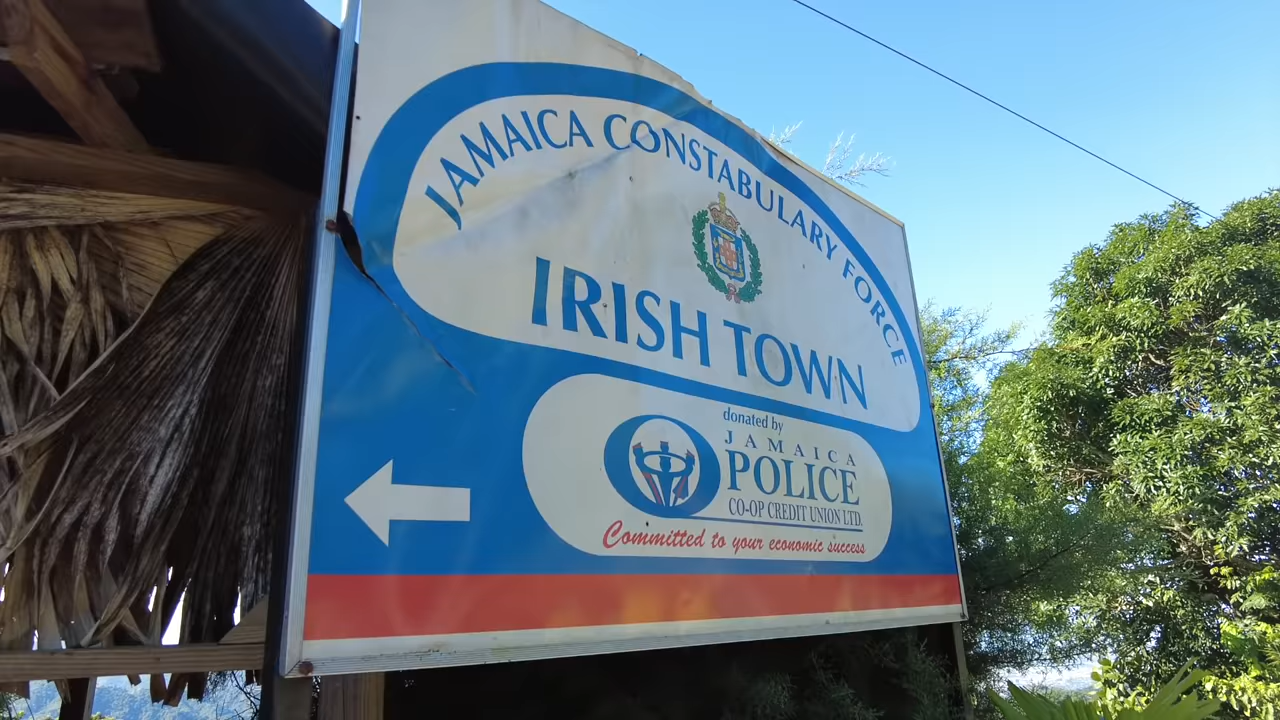 JAMAICA CONSTABULARY FORCE
IRISH TOWN
donated by
JAMAICA
POLICE
CO-OP CREDIT UNION LTD.
Committed to your economic success